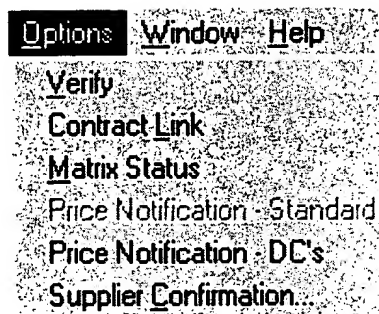 Options Window Help
Verify
Contract Link
Matrix Status
Price Notification - Standard
Price Notification - DC's
Supplier Confirmation...